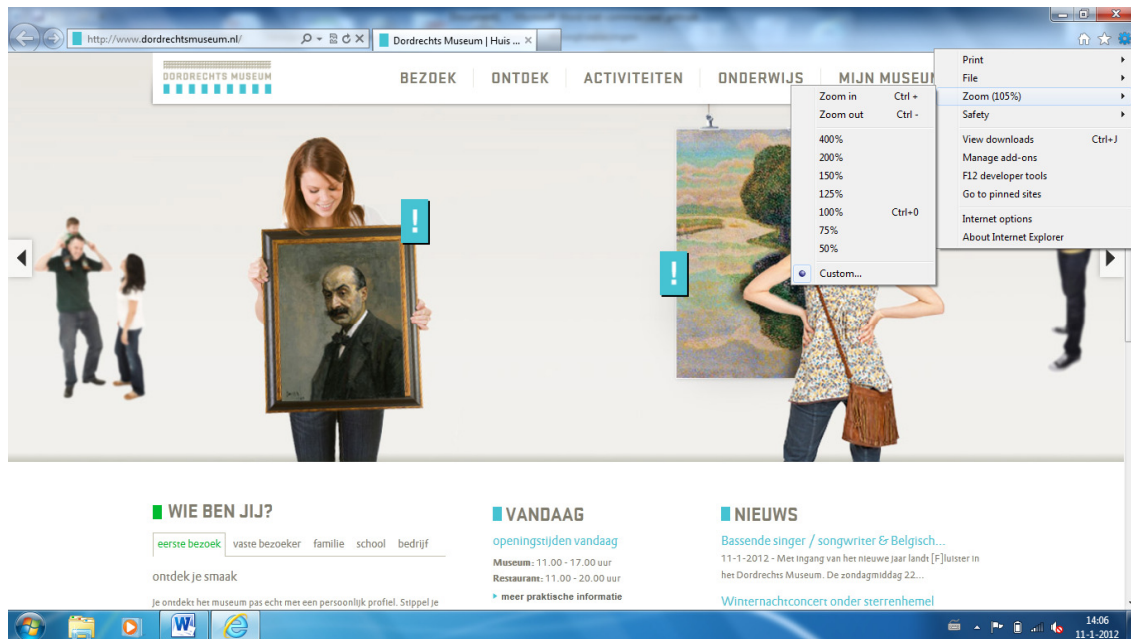 http://www.dordrechtsmuseum.nl/
Dordrechts Museum | Huis ...
DORDRECHTS MUSEUM
BEZOEK
ONTDEK
ACTIVITEITEN
ONDERWIJS
MIJN MUSEUM
Print
File
Zoom (105%)
Safety
View downloads Ctrl+J
Manage add-ons
F12 developer tools
Go to pinned sites
Internet options
About Internet Explorer
Zoom in Ctrl +
Zoom out Ctrl -
400%
200%
150%
125%
100% Ctrl+0
75%
50%
Custom...
!
!
WIE BEN JIJ?
eerste bezoek vaste bezoeker familie school bedrijf
ontdek je smaak
Je ontdekt het museum pas echt met een persoonlijk profiel. Stippel je
VANDAAG
openingstijden vandaag
Museum: 11.00 - 17.00 uur
Restaurant: 11.00 - 20.00 uur
meer praktische informatie
NIEUWS
Bassende singer / songwriter & Belgisch...
11-1-2012 - Met ingang van het nieuwe jaar landt [F]luister in
het Dordrechts Museum. De zondagmiddag 22...
Winternachtconcert onder sterrenhemel
14:06
11-1-2012